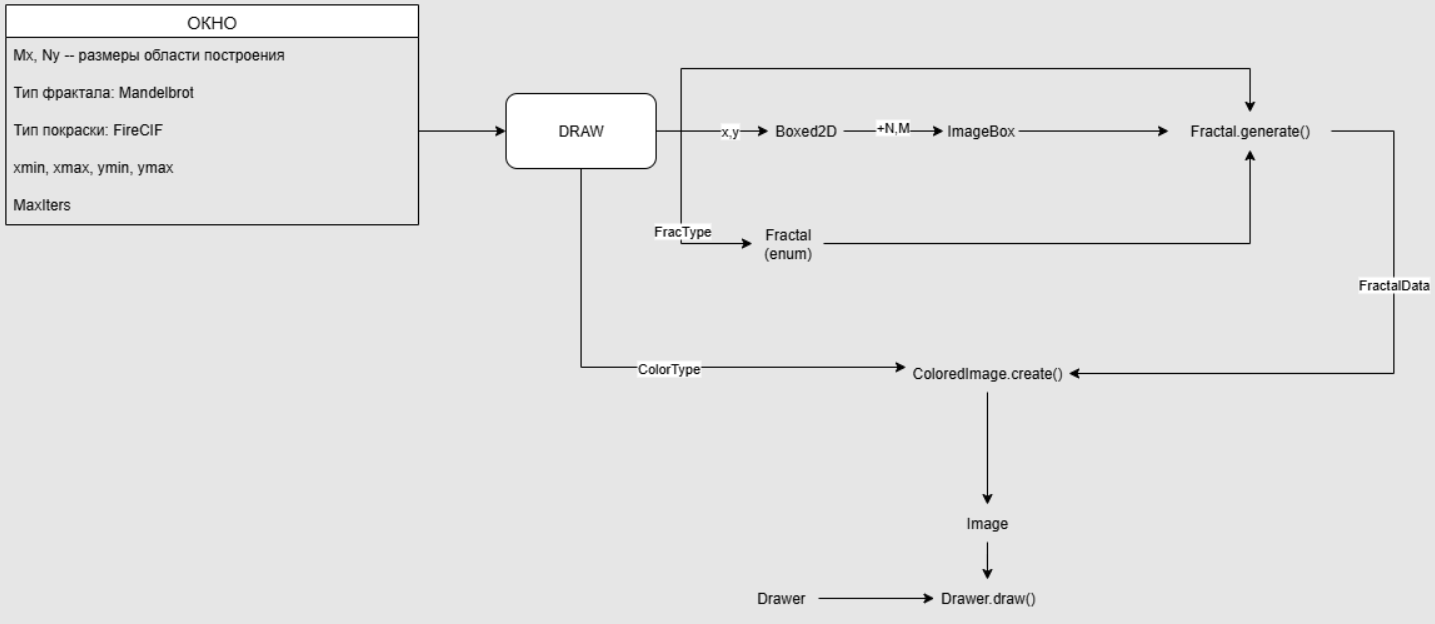 ОКНО
Mx, Ny -- размеры области построения
Тип фрактала: Mandelbrot
Тип покраски: FireCIF
xmin, xmax, ymin, ymax
MaxIters
DRAW
x,y
Boxed2D
+N,M
ImageBox
Fractal.generate()
FracType
Fractal
(enum)
FractalData
ColorType
ColoredImage.create()
Image
Drawer
Drawer.draw()